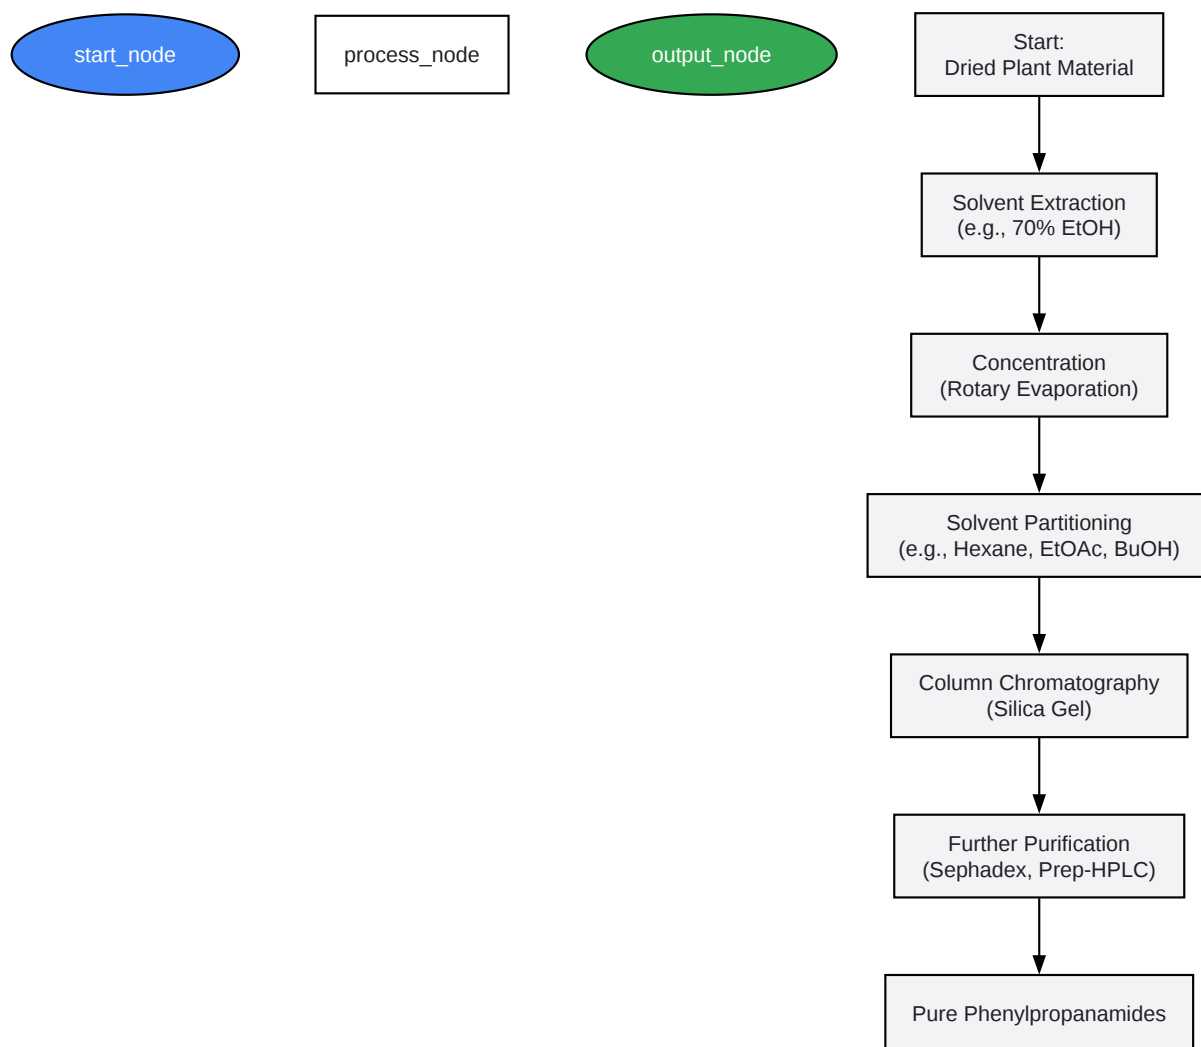 start_node
process_node
output_node
Start:
Dried Plant Material
Solvent Extraction
(e.g., 70% EtOH)
Concentration
(Rotary Evaporation)
Solvent Partitioning
(e.g., Hexane, EtOAc, BuOH)
Column Chromatography
(Silica Gel)
Further Purification
(Sephadex, Prep-HPLC)
Pure Phenylpropanamides